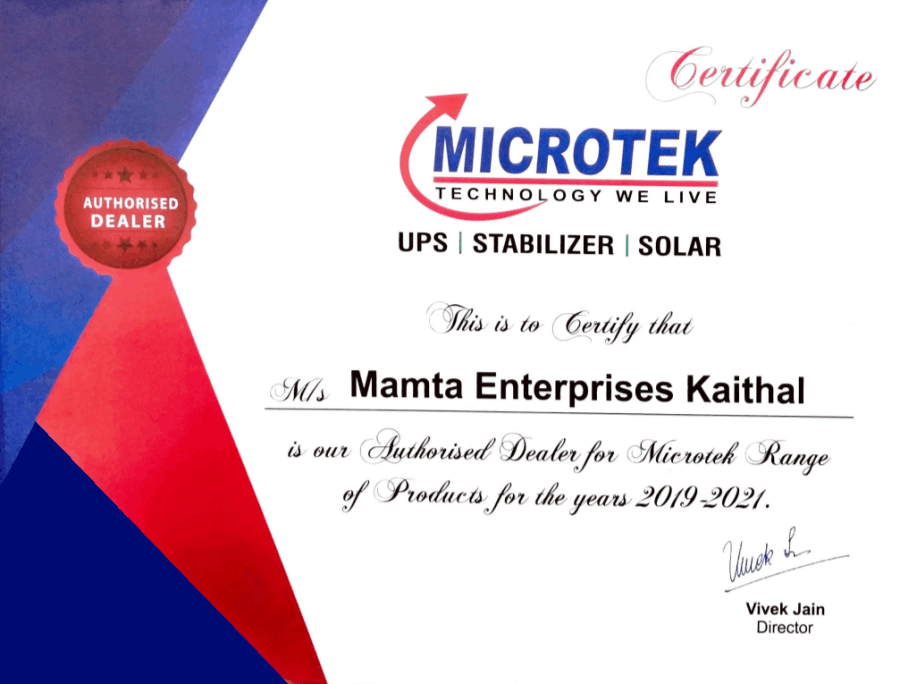 Certificate
AUTHORISED
DEALER
MICROTEK
TECHNOLOGY WE LIVE
UPS | STABILIZER | SOLAR
This is to Certify that
M/s Mamta Enterprises Kaithal
is our Authorised Dealer for Microtek Range
of Products for the years 2019-2021.
Vivek Jain
Director